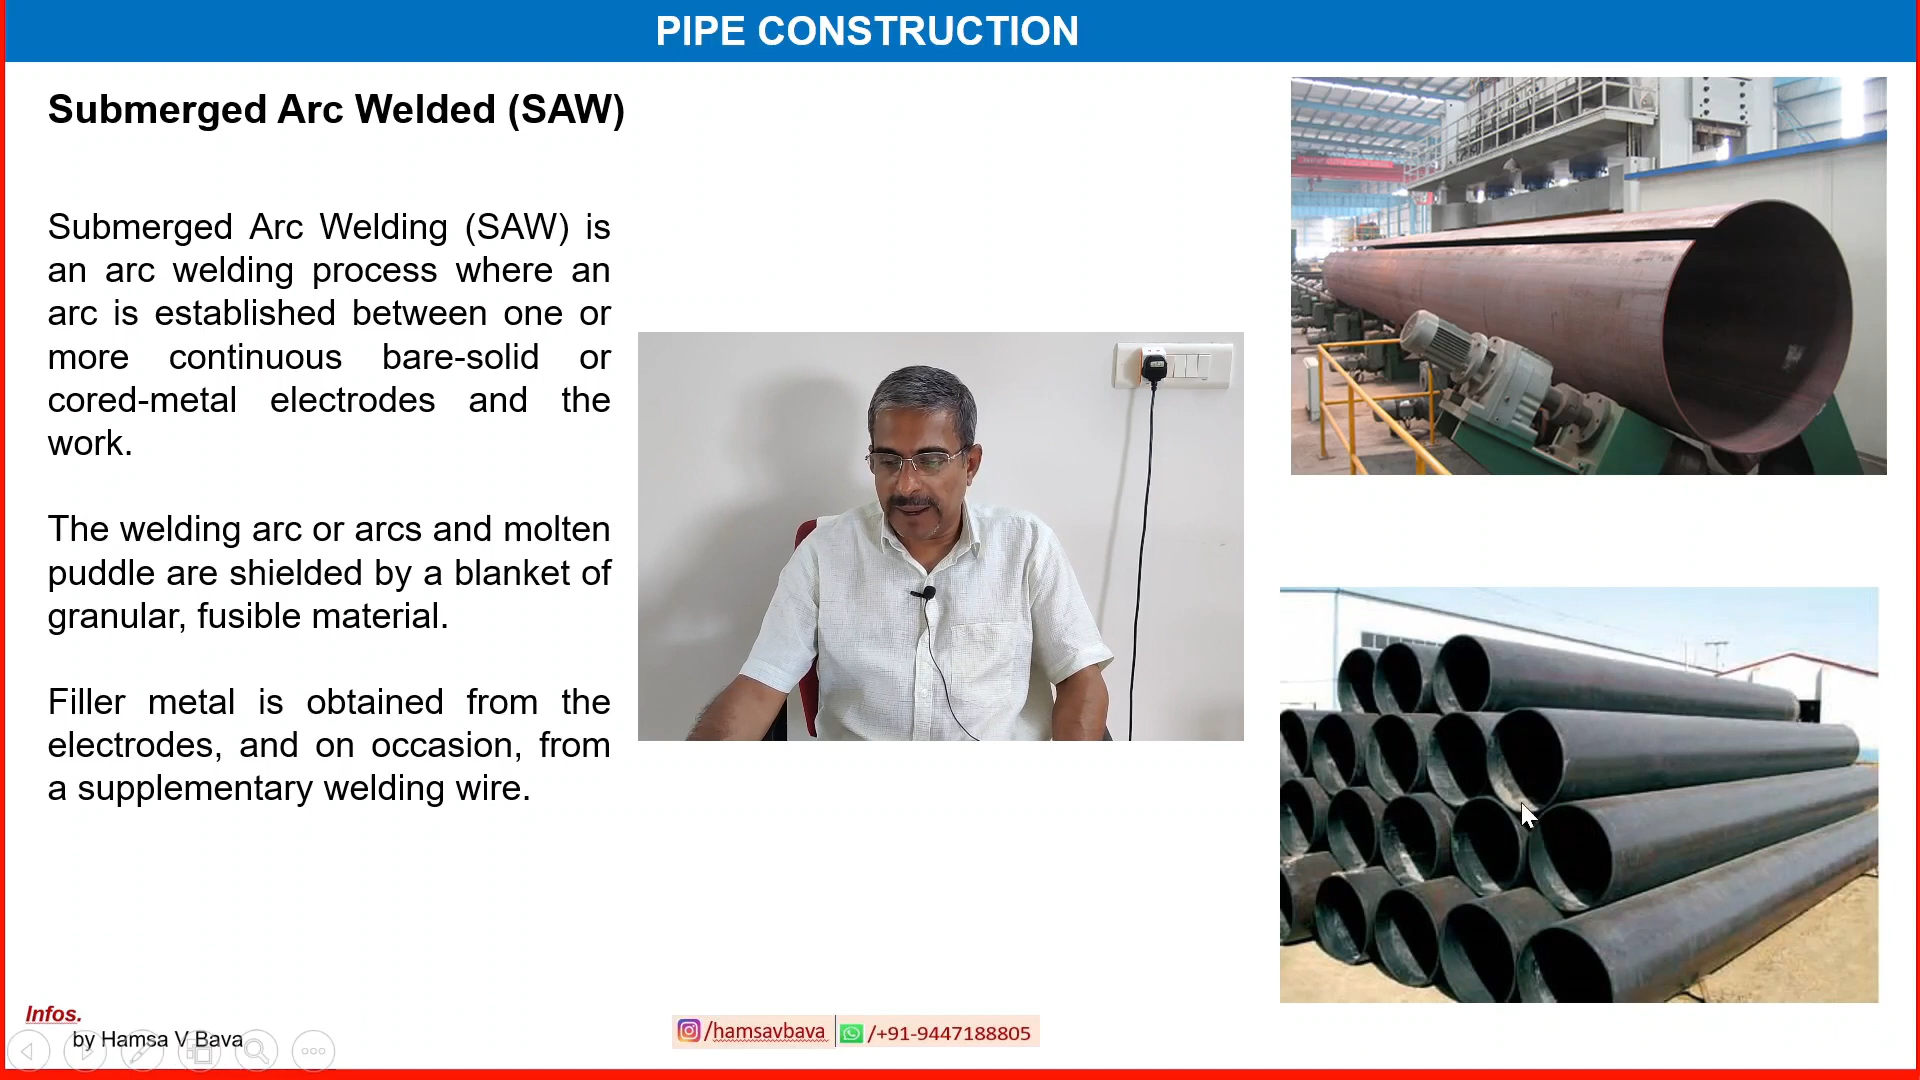 PIPE CONSTRUCTION
Submerged Arc Welded (SAW)
Submerged Arc Welding (SAW) is
an arc welding process where an
arc is established between one or
more continuous bare-solid or
cored-metal electrodes and the
work.
The welding arc or arcs and molten
puddle are shielded by a blanket of
granular, fusible material.
Filler metal is obtained from the
electrodes, and on occasion, from
a supplementary welding wire.
Infos.
by Hamsa V Bava
/hamsavbava
/+91-9447188805